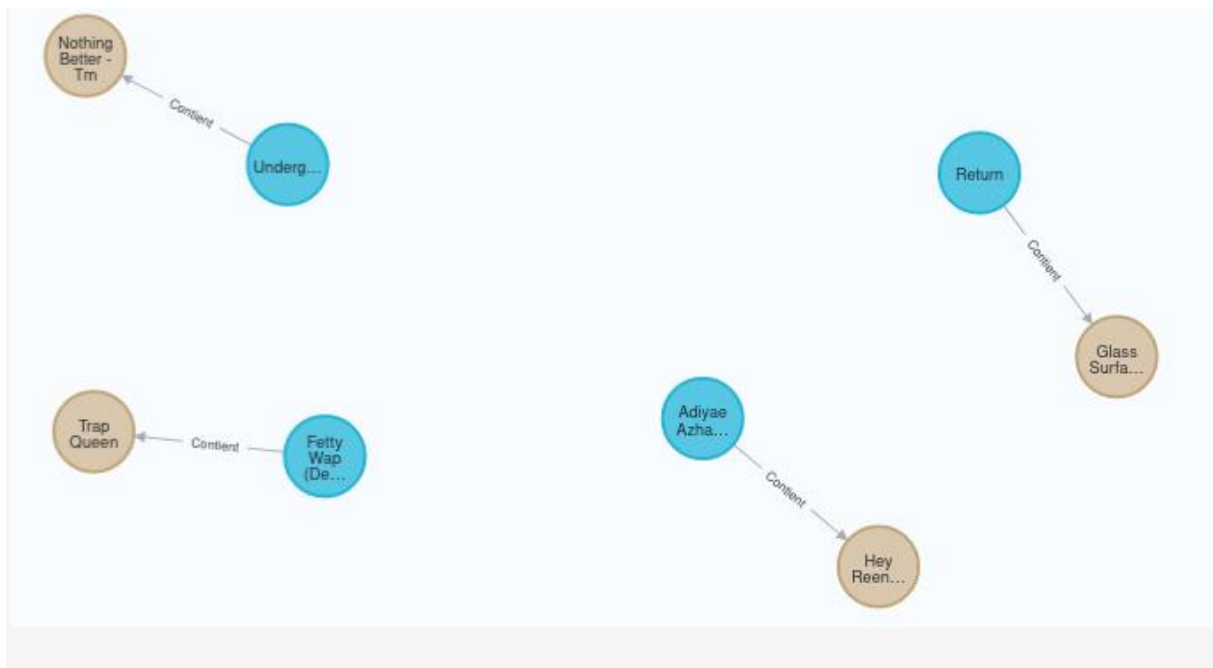 Nothing
Better -
Tm
Contient
Underg...
Return
Contient
Glass
Surfa...
Trap
Queen
Contient
Fetty
Wap
(De...
Adiyae
Azha...
Contient
Hey
Reen...